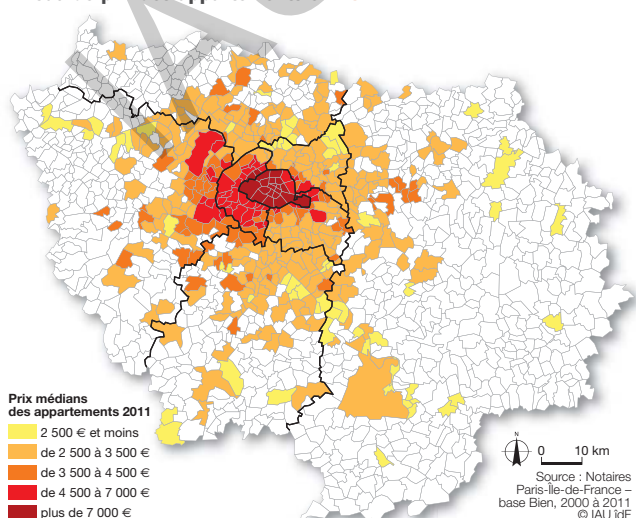 Prix médians
des appartements 2011
2 500 € et moins
de 2 500 à 3 500 €
de 3 500 à 4 500 €
de 4 500 à 7 000 €
plus de 7 000 €
N
0 10 km
Source : Notaires
Paris-Île-de-France –
base Bien, 2000 à 2011
© IAU îdF